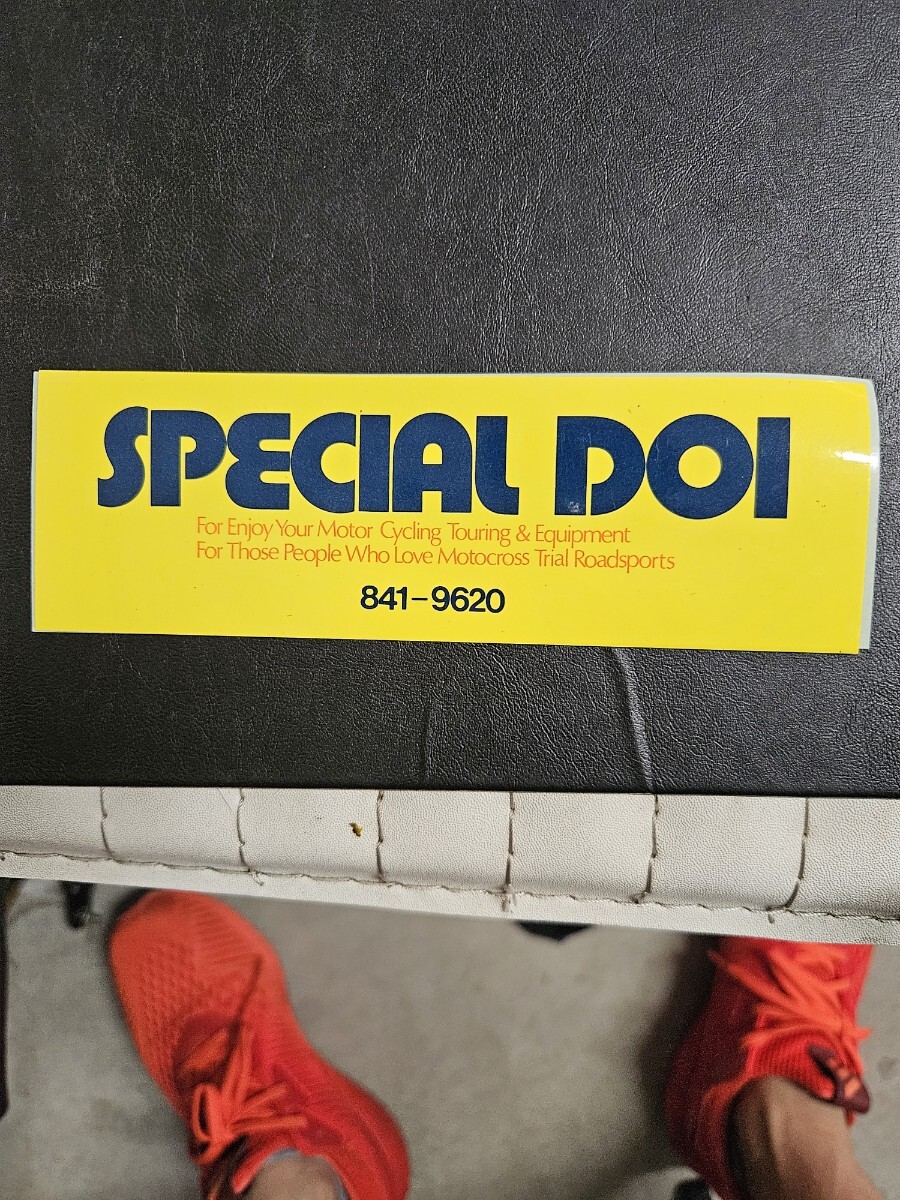 SPECIAL DOI
For Enjoy Your Motor Cycling Touring & Equipment
For Those People Who Love Motocross Trial Roadsports
841-9620